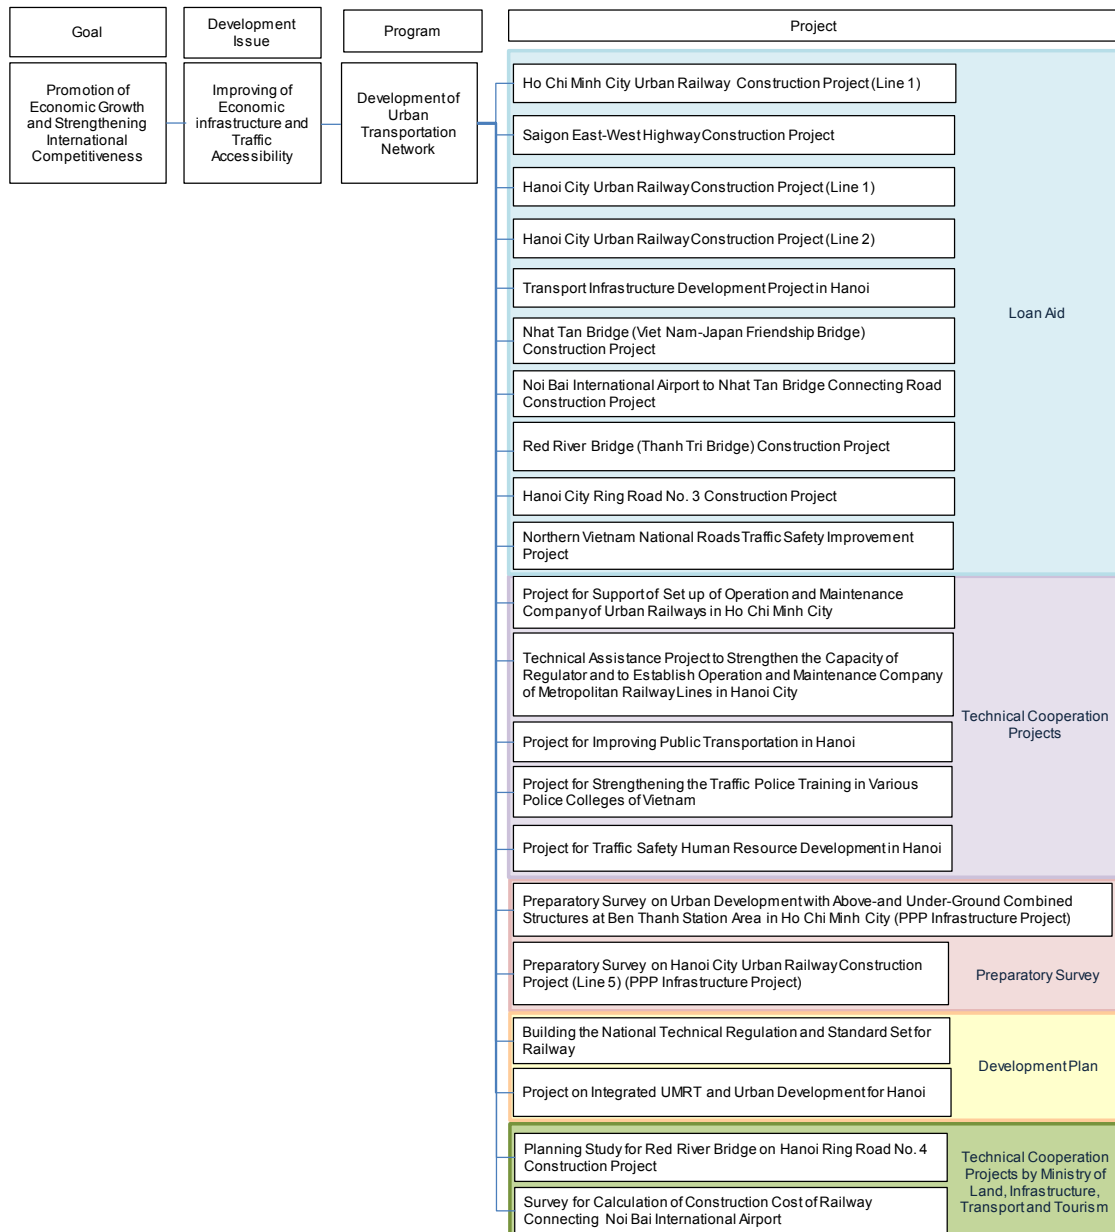 Goal
Development
Issue
Program
Project
Promotion of
Economic Growth
and Strengthening
International
Competitiveness
Improving of
Economic
infrastructure and
Traffic
Accessibility
Development of
Urban
Transportation
Network
Ho Chi Minh City Urban Railway Construction Project (Line 1)
Saigon East-West Highway Construction Project
Hanoi City Urban Railway Construction Project (Line 1)
Hanoi City Urban Railway Construction Project (Line 2)
Transport Infrastructure Development Project in Hanoi
Nhat Tan Bridge (Viet Nam-Japan Friendship Bridge)
Construction Project
Noi Bai International Airport to Nhat Tan Bridge Connecting Road
Construction Project
Red River Bridge (Thanh Tri Bridge) Construction Project
Hanoi City Ring Road No. 3 Construction Project
Northern Vietnam National Roads Traffic Safety Improvement
Project
Loan Aid
Project for Support of Set up of Operation and Maintenance
Company of Urban Railways in Ho Chi Minh City
Technical Assistance Project to Strengthen the Capacity of
Regulator and to Establish Operation and Maintenance Company
of Metropolitan Railway Lines in Hanoi City
Project for Improving Public Transportation in Hanoi
Project for Strengthening the Traffic Police Training in Various
Police Colleges of Vietnam
Project for Traffic Safety Human Resource Development in Hanoi
Technical Cooperation
Projects
Preparatory Survey on Urban Development with Above-and Under-Ground Combined
Structures at Ben Thanh Station Area in Ho Chi Minh City (PPP Infrastructure Project)
Preparatory Survey on Hanoi City Urban Railway Construction
Project (Line 5) (PPP Infrastructure Project)
Preparatory Survey
Building the National Technical Regulation and Standard Set for
Railway
Project on Integrated UMRT and Urban Development for Hanoi
Development Plan
Planning Study for Red River Bridge on Hanoi Ring Road No. 4
Construction Project
Survey for Calculation of Construction Cost of Railway
Connecting Noi Bai International Airport
Technical Cooperation
Projects by Ministry of
Land, Infrastructure,
Transport and Tourism